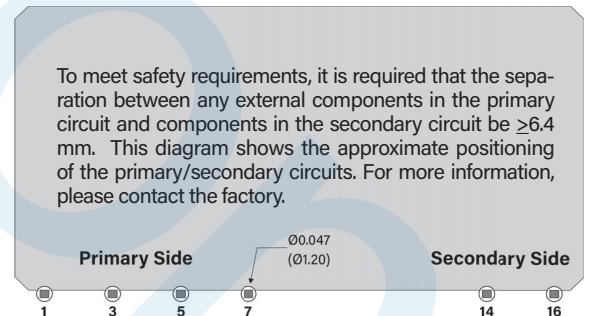 To meet safety requirements, it is required that the sepa-
ration between any external components in the primary
circuit and components in the secondary circuit be ≥6.4
mm. This diagram shows the approximate positioning
of the primary/secondary circuits. For more information,
please contact the factory.
Ø0.047
(Ø1.20)
Primary Side
Secondary Side
1 3 5 7 14 16